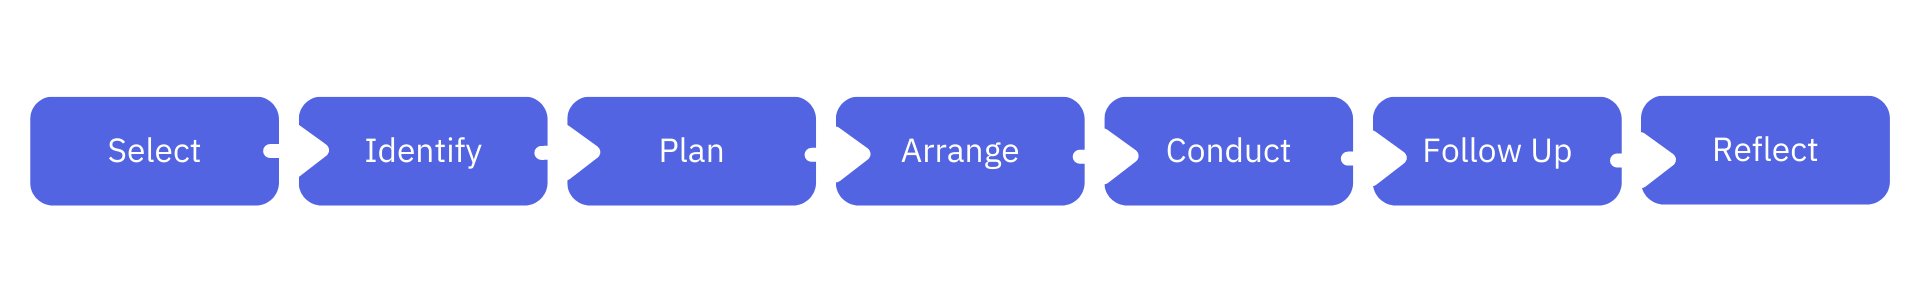 Select
Identify
Plan
Arrange
Conduct
Follow Up
Reflect